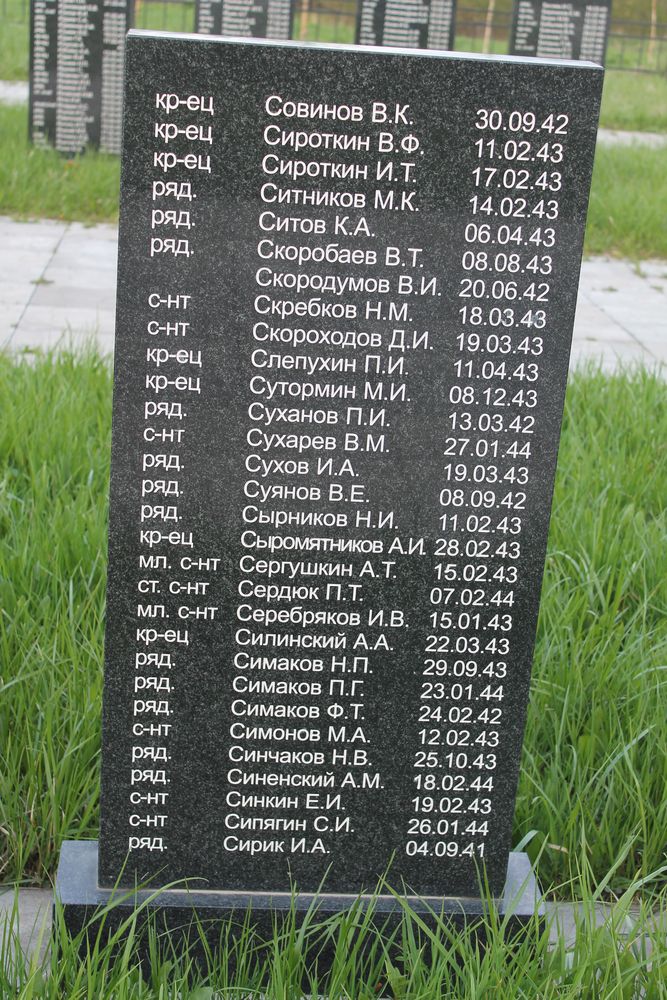 кр-ец Совинов В.К. 30.09.42
кр-ец Сироткин В.Ф. 11.02.43
кр-ец Сироткин И.Т. 17.02.43
ряд. Ситников М.К. 14.02.43
ряд. Ситов К.А. 06.04.43
ряд. Скоробаев В.Т. 08.08.43
Скородумов В.И. 20.06.42
с-нт Скребков Н.М. 18.03.43
с-нт Скороходов Д.И. 19.03.43
кр-ец Слепухин П.И. 11.04.43
кр-ец Сутормин М.И. 08.12.43
ряд. Суханов П.И. 13.03.42
с-нт Сухарев В.М. 27.01.44
ряд. Сухов И.А. 19.03.43
ряд. Суянов В.Е. 08.09.42
ряд. Сырников Н.И. 11.02.43
кр-ец Сыромятников А.И. 28.02.43
мл. с-нт Сергушкин А.Т. 15.02.43
ст. с-нт Сердюк П.Т. 07.02.44
мл. с-нт Серебряков И.В. 15.01.43
кр-ец Силинский А.А. 22.03.43
ряд. Симаков Н.П. 29.09.43
ряд. Симаков П.Г. 23.01.44
ряд. Симаков Ф.Т. 24.02.42
с-нт Симонов М.А. 12.02.43
ряд. Синчаков Н.В. 25.10.43
ряд. Синенский А.М. 18.02.44
с-нт Синкин Е.И. 19.02.43
с-нт Сипягин С.И. 26.01.44
ряд. Сирик И.А. 04.09.41